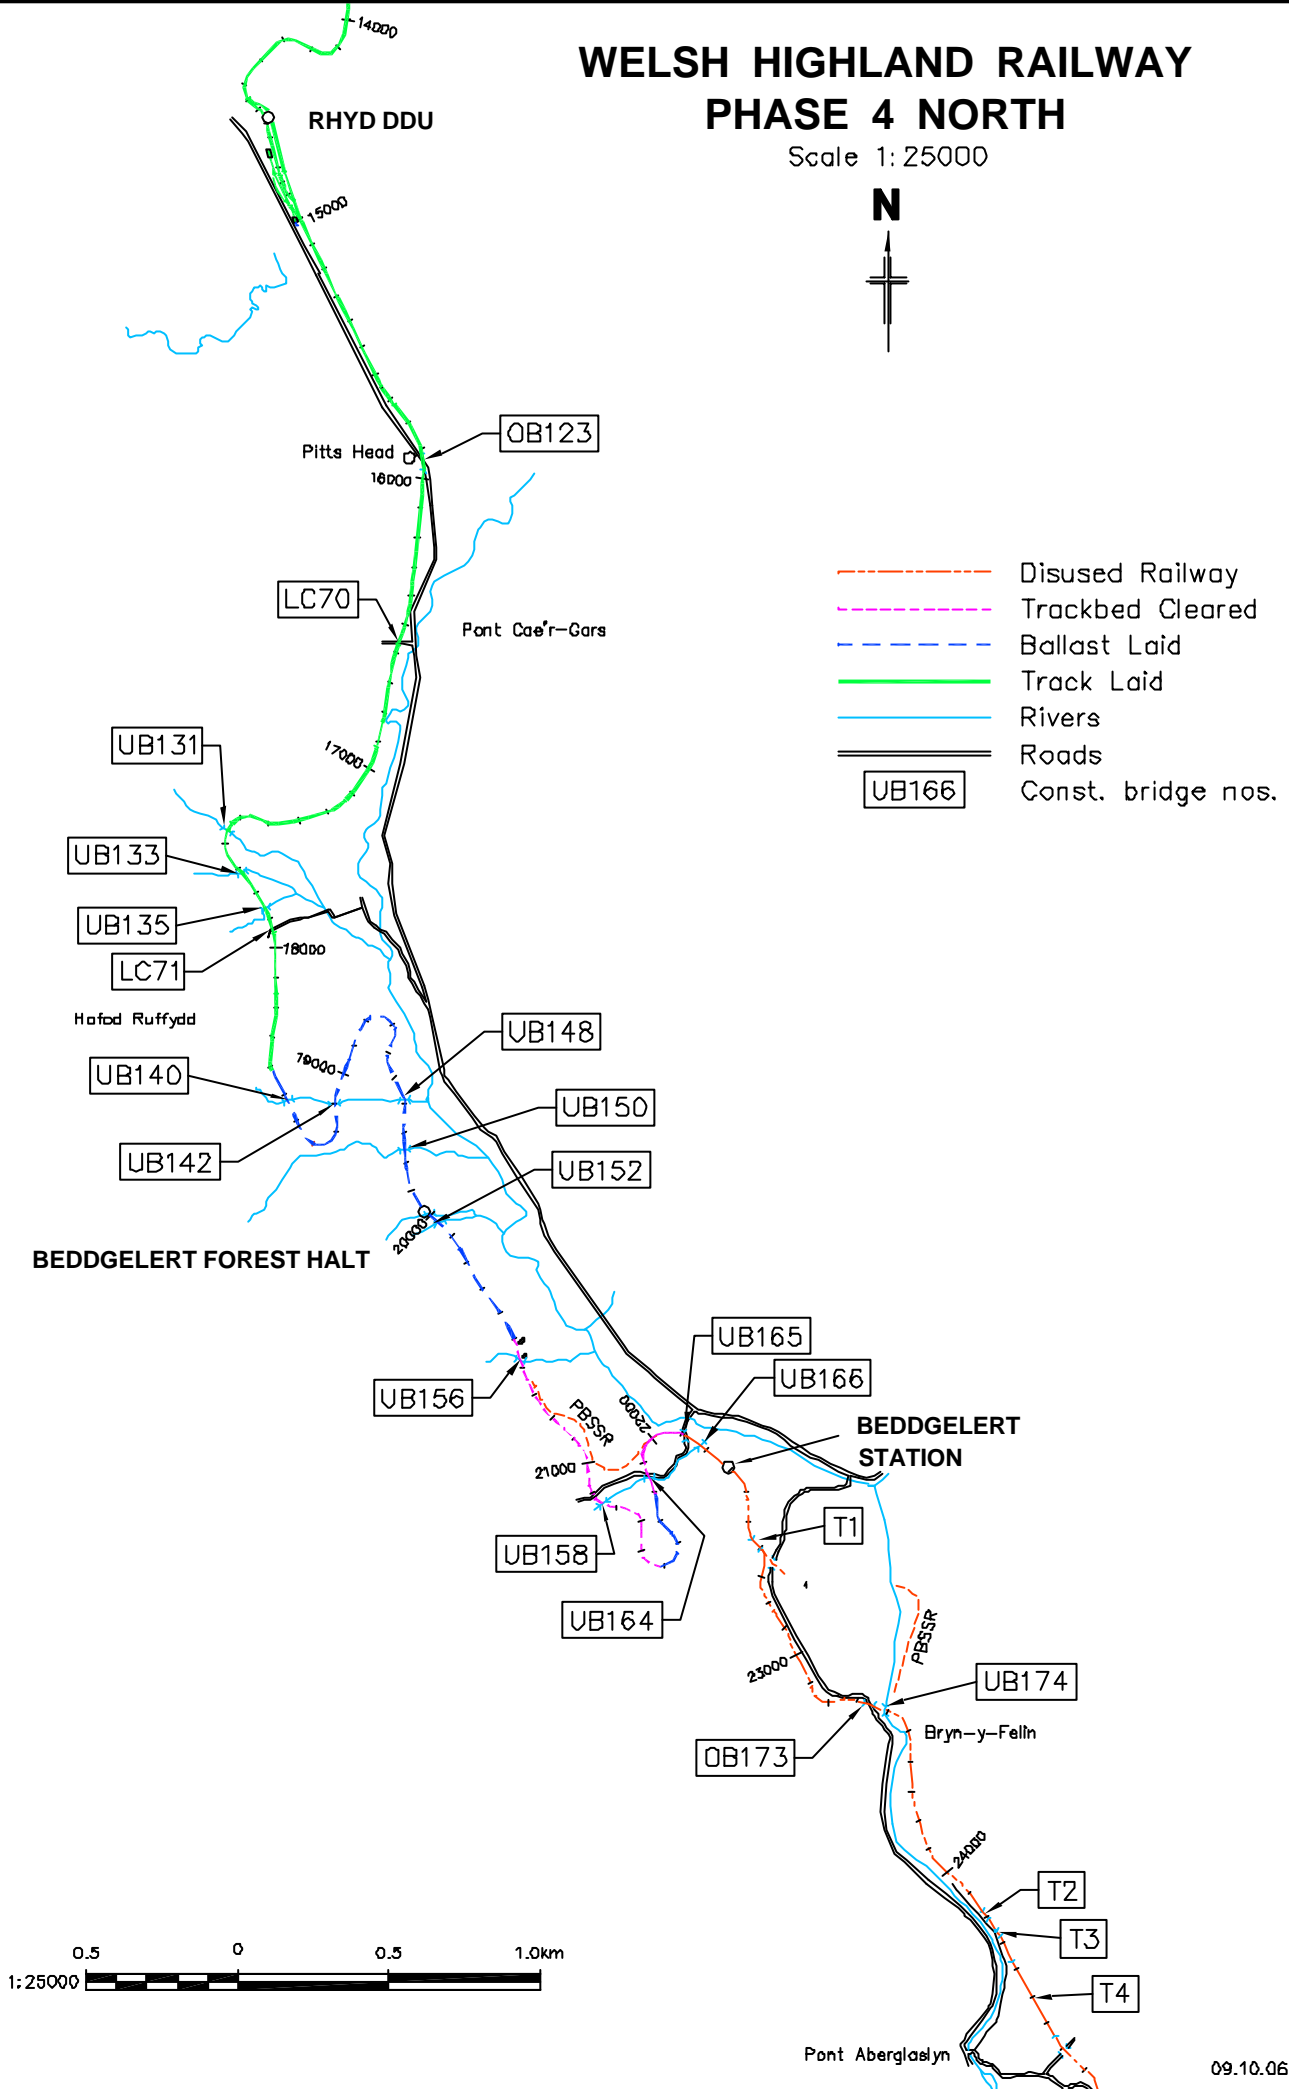 WELSH HIGHLAND RAILWAY
PHASE 4 NORTH
Scale 1:25000
N
14000
RHYD DDU
15000
OB123
Pitts Head
16000
LC70
Pont Cae'r-Gors
Disused Railway
Trackbed Cleared
Ballast Laid
Track Laid
Rivers
Roads
UB166
Const. bridge nos.
UB131
17000
UB133
UB135
LC71
18000
Hafod Ruffydd
UB148
19000
UB140
UB150
UB142
UB152
20000
BEDDGELERT FOREST HALT
UB165
UB166
UB156
PBSSR
22000
BEDDGELERT
STATION
21000
T1
UB158
UB164
PBSSR
23000
UB174
Bryn-y-Felin
OB173
24000
T2
T3
T4
0.5 0 0.5 1.0km
1:25000
Pont Aberglaslyn
09.10.06